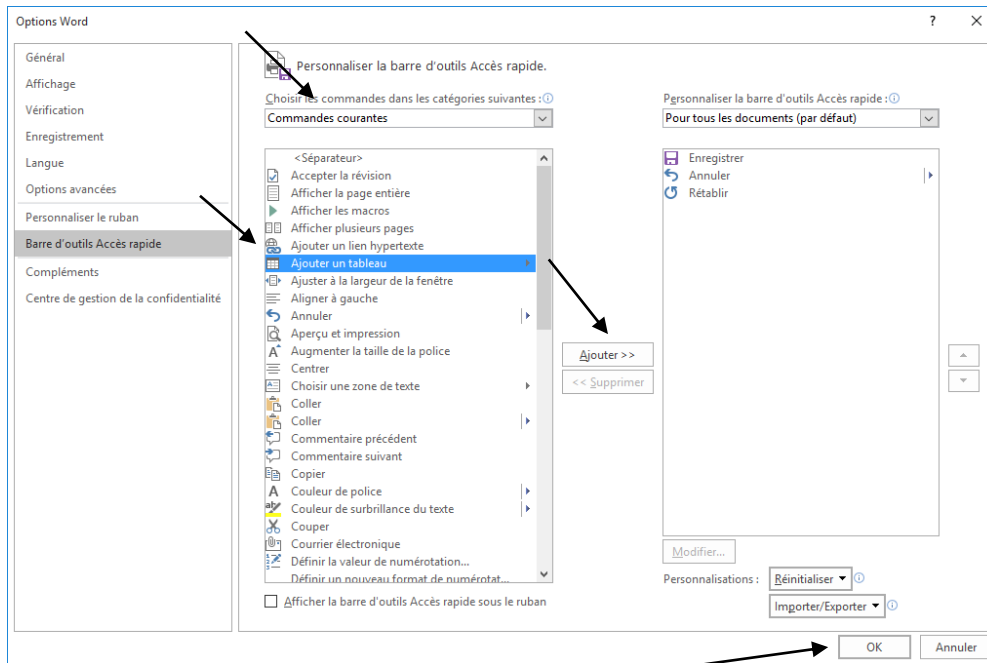 Options Word
?
Général
Affichage
Vérification
Enregistrement
Langue
Options avancées
Personnaliser le ruban
Barre d'outils Accès rapide
Compléments
Centre de gestion de la confidentialité
Personnaliser la barre d'outils Accès rapide.
Choisir les commandes dans les catégories suivantes :
Commandes courantes
<Séparateur>
Accepter la révision
Afficher la page entière
Afficher les macros
Afficher plusieurs pages
Ajouter un lien hypertexte
Ajouter un tableau
Ajuster à la largeur de la fenêtre
Aligner à gauche
Annuler
Aperçu et impression
Augmenter la taille de la police
Centrer
Choisir une zone de texte
Coller
Coller
Commentaire précédent
Commentaire suivant
Copier
Couleur de police
Couleur de surbrillance du texte
Couper
Courrier électronique
Définir la valeur de numérotation...
Définir un nouveau format de numérotat...
Afficher la barre d'outils Accès rapide sous le ruban
Ajouter >>
<< Supprimer
Personnaliser la barre d'outils Accès rapide :
Pour tous les documents (par défaut)
Enregistrer
Annuler
Rétablir
Modifier...
Personnalisations :
Réinitialiser
Importer/Exporter
OK
Annuler